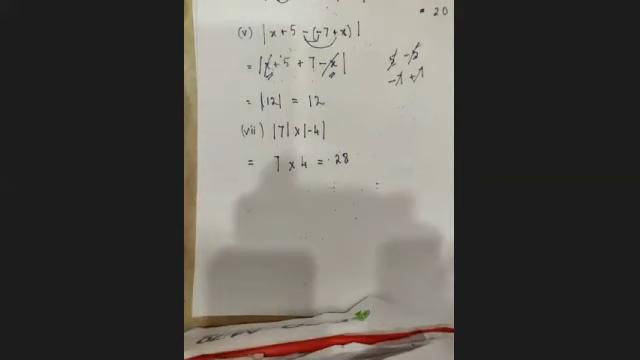 = 20
(v) |x + 5 - (-7 + x)|
= |x + 5 + 7 - x|
= |12| = 12
(vii) |7| x |-4|
= 7 x 4 = 28